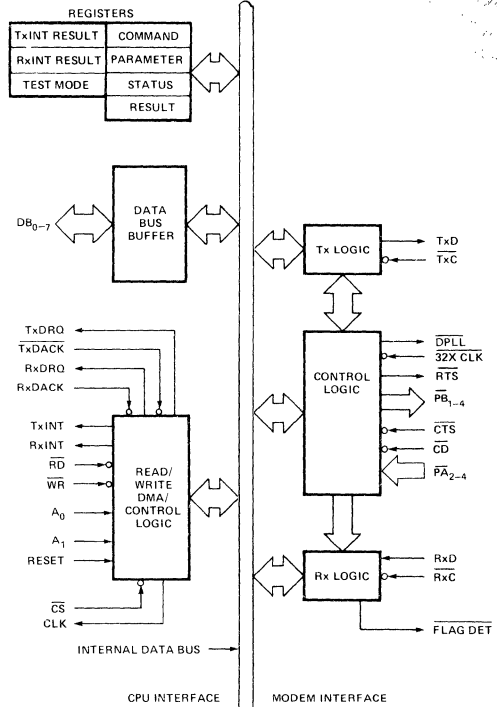 REGISTERS
TxINT RESULT COMMAND
RxINT RESULT PARAMETER
TEST MODE STATUS
RESULT
DB0-7
DATA
BUS
BUFFER
Tx LOGIC
TxD
TxC
TxDRQ
TxDACK
RxDRQ
RxDACK
TxINT
RxINT
RD
WR
A0
A1
RESET
CS
CLK
READ/
WRITE
DMA/
CONTROL
LOGIC
CONTROL
LOGIC
DPLL
32X CLK
RTS
PB1-4
CTS
CD
PA2-4
Rx LOGIC
RxD
RxC
FLAG DET
INTERNAL DATA BUS
CPU INTERFACE MODEM INTERFACE